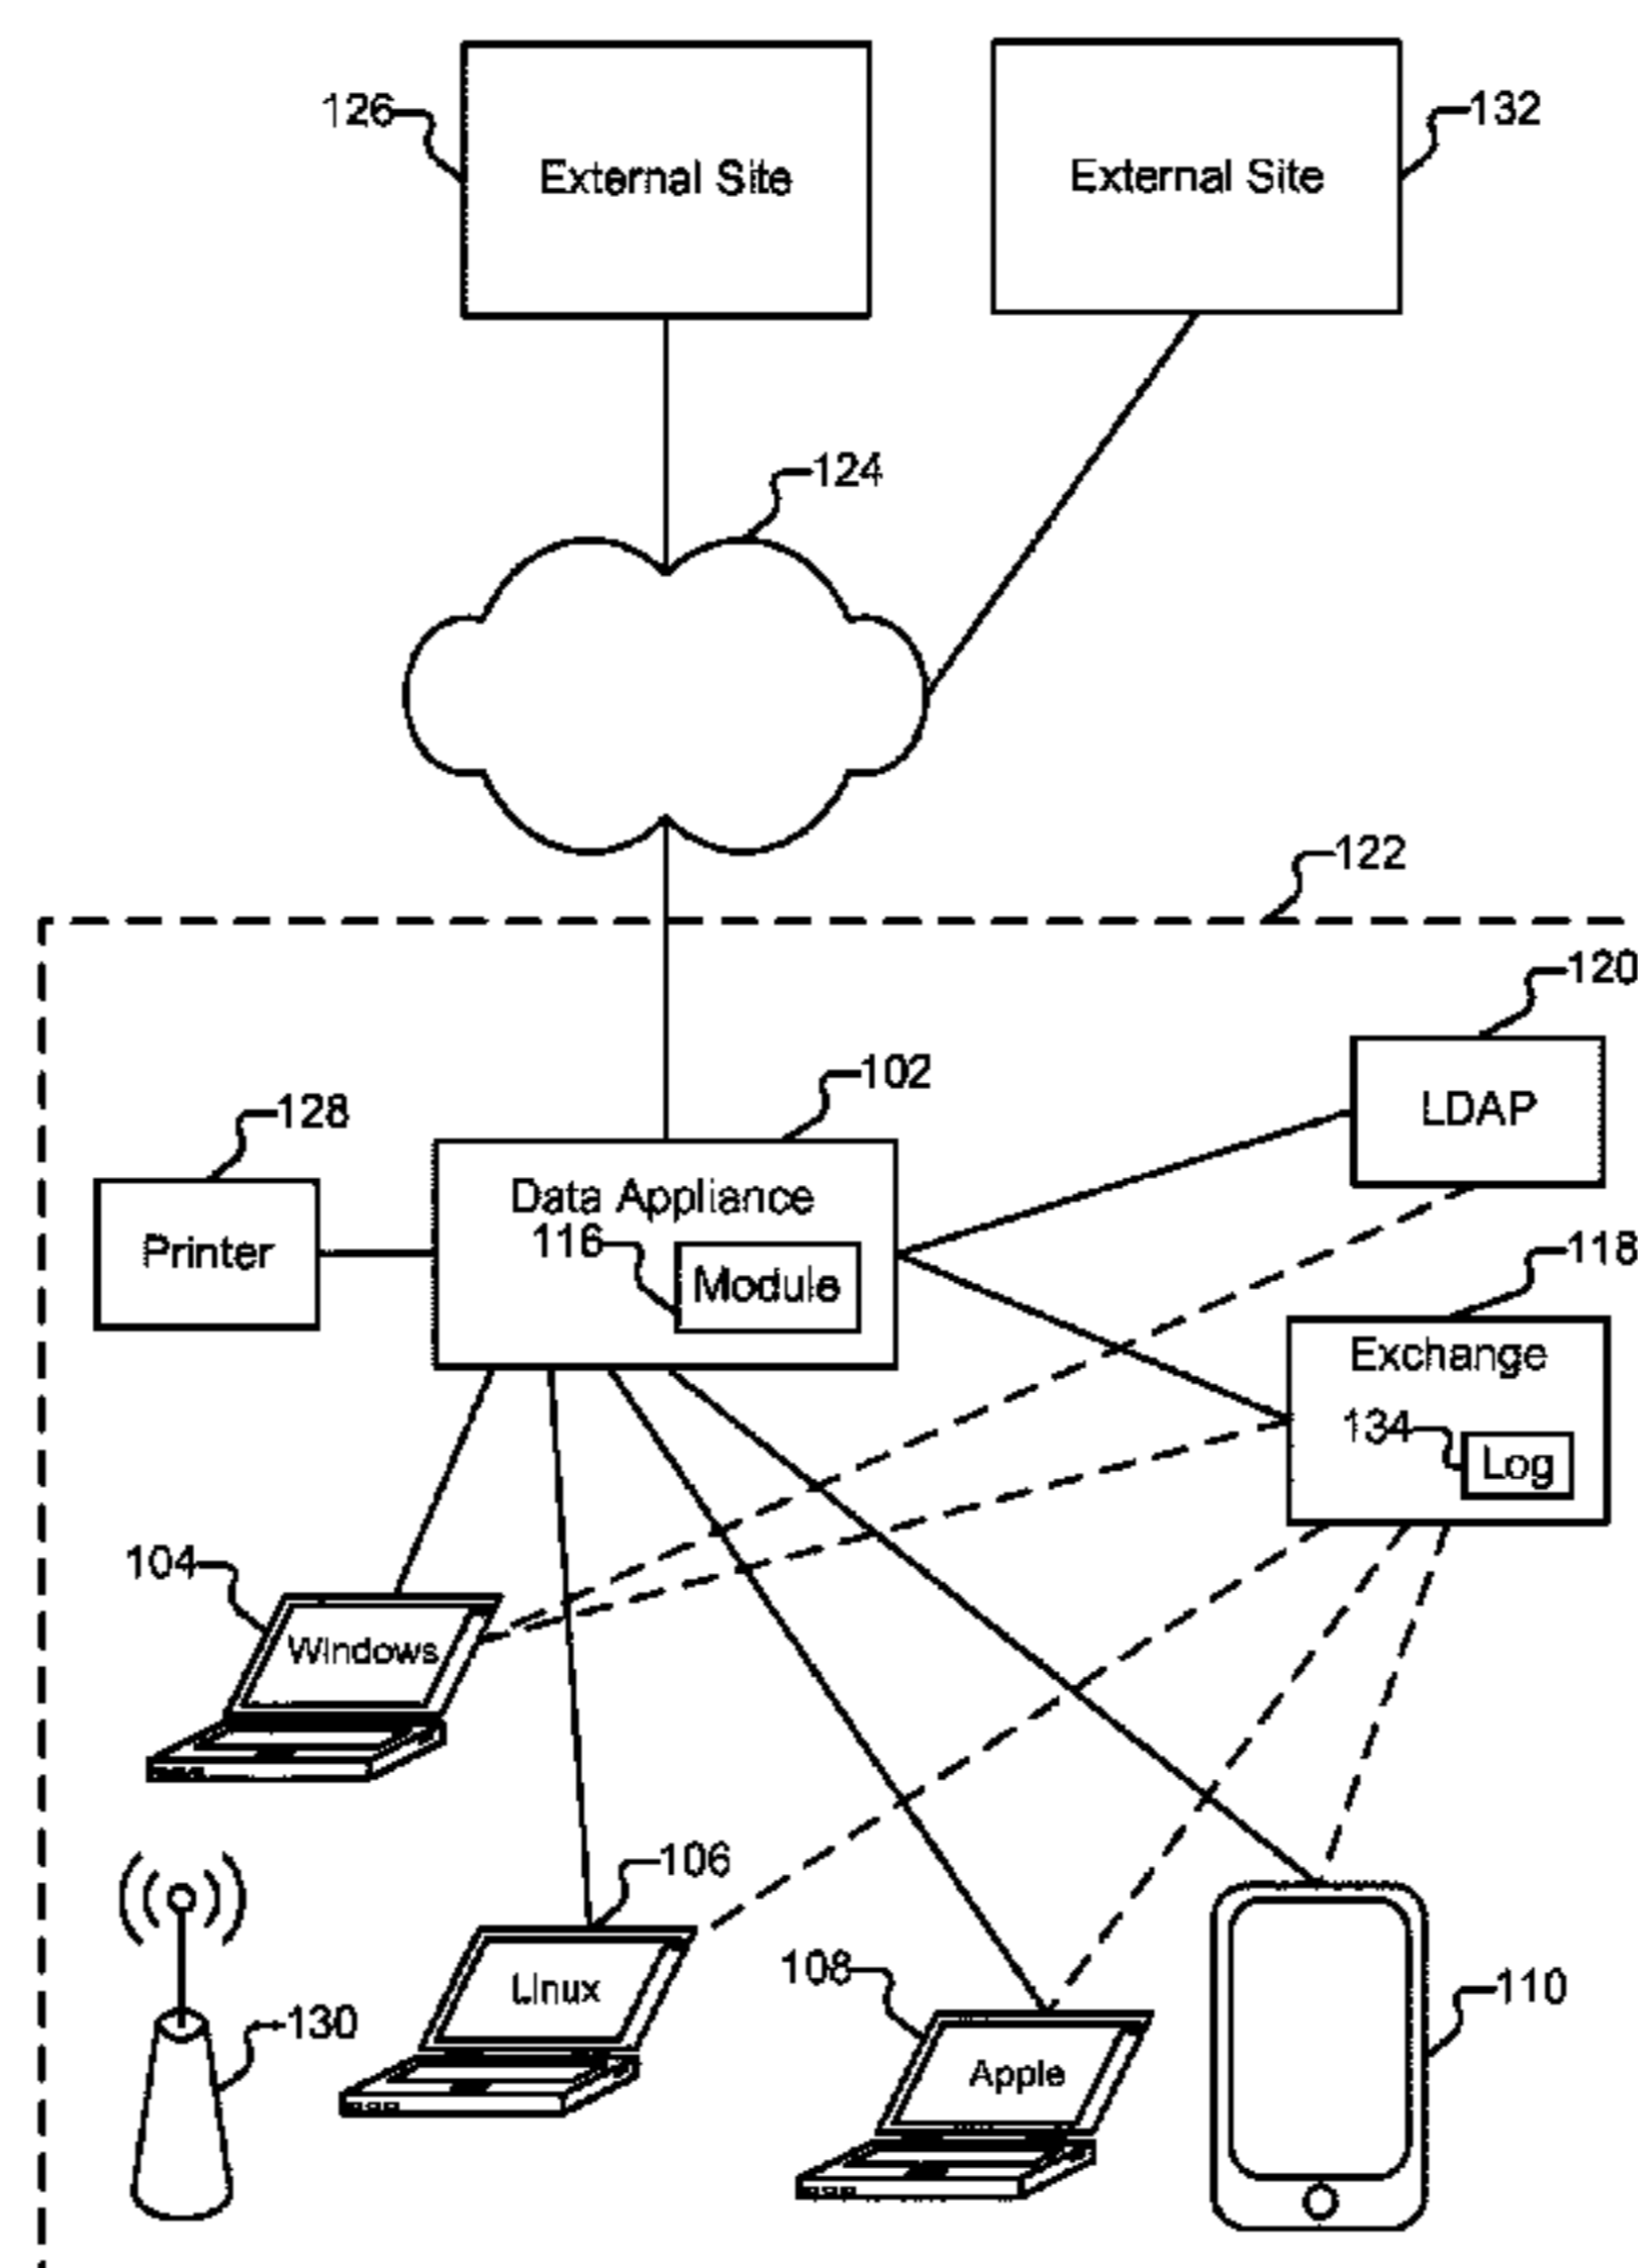 126
External Site
132
External Site
124
122
120
LDAP
102
128
Data Appliance
Printer
116
Module
118
Exchange
134
Log
104
Windows
106
Linux
108
Apple
110
130